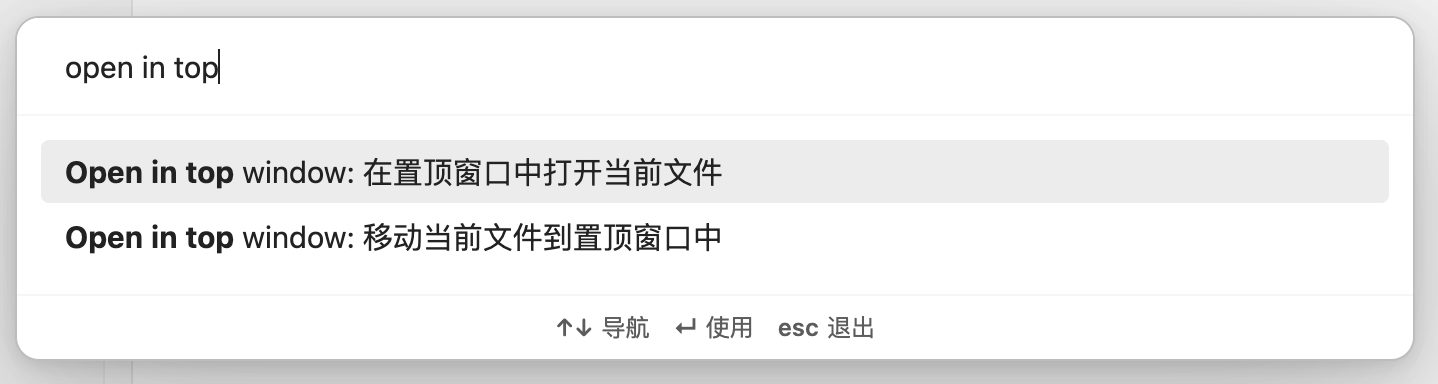 open in top
Open in top window: 在置顶窗口中打开当前文件
Open in top window: 移动当前文件到置顶窗口中
↑↓ 导航 ↵ 使用 esc 退出